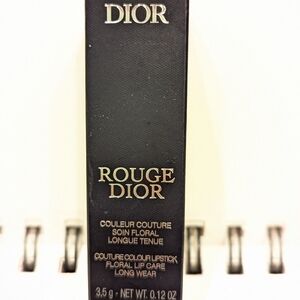 DIOR
ROUGE
DIOR
COULEUR COUTURE
SOIN FLORAL
LONGUE TENUE
COUTURE COLOUR LIPSTICK
FLORAL LIP CARE
LONG WEAR
3,5 g - NET WT. 0.12 OZ